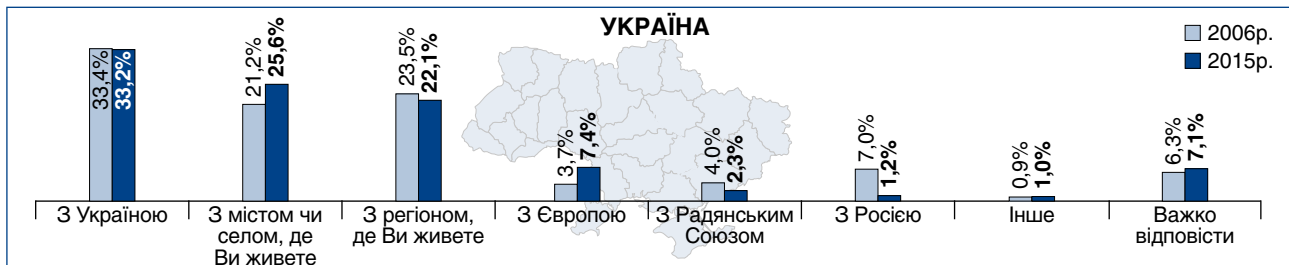 УКРАЇНА
2006р.
2015р.
33,4%
33,2%
21,2%
25,6%
23,5%
22,1%
3,7%
7,4%
4,0%
2,3%
7,0%
1,2%
0,9%
1,0%
6,3%
7,1%
З Україною
З містом чи
селом, де
Ви живете
З регіоном,
де Ви живете
З Європою
З Радянським
Союзом
З Росією
Інше
Важко
відповісти